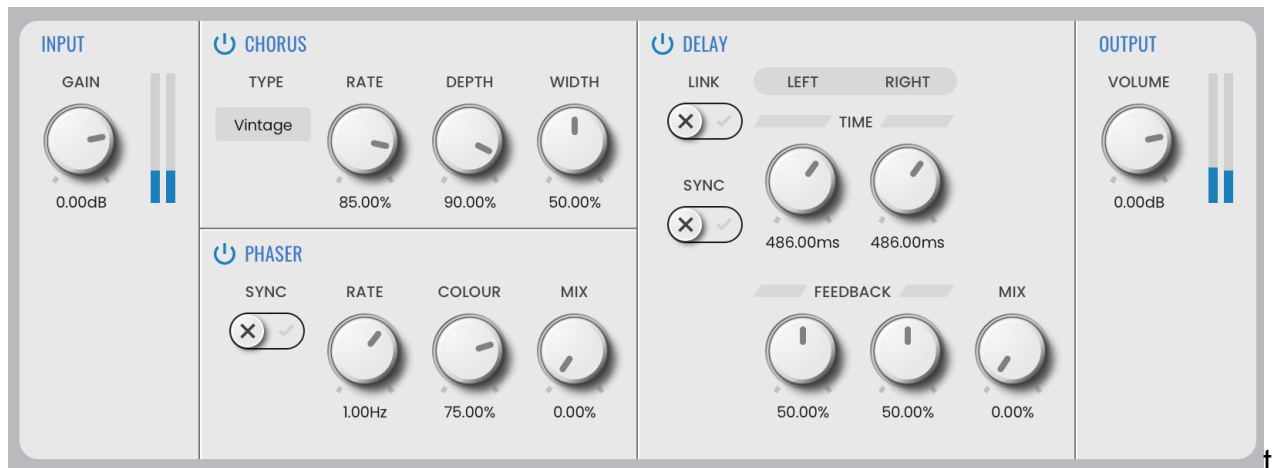 INPUT
GAIN
0.00dB
CHORUS
TYPE RATE DEPTH WIDTH
Vintage
85.00% 90.00% 50.00%
PHASER
SYNC RATE COLOUR MIX
1.00Hz 75.00% 0.00%
DELAY
LINK LEFT RIGHT
TIME
SYNC
486.00ms 486.00ms
FEEDBACK MIX
50.00% 50.00% 0.00%
OUTPUT
VOLUME
0.00dB
t